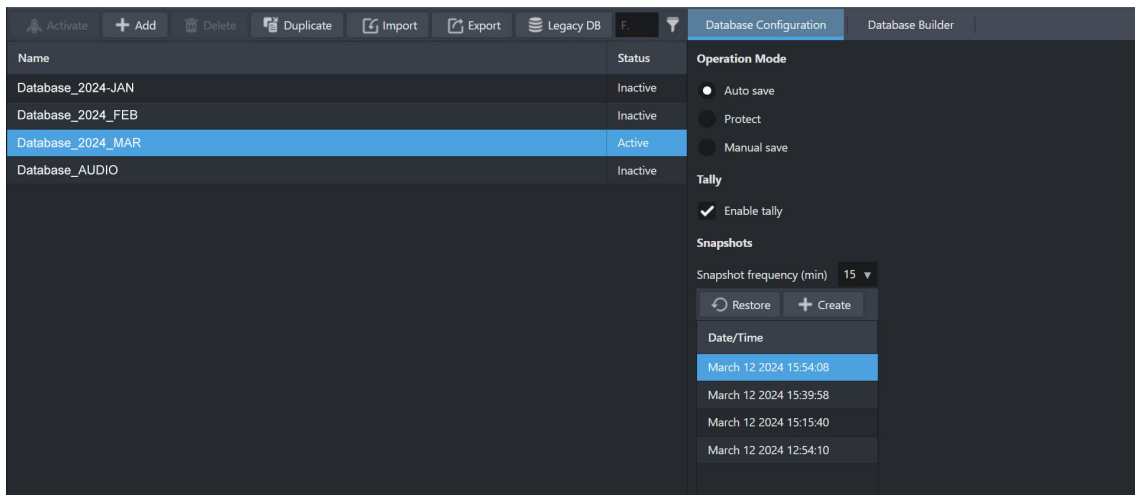 Activate Add Delete Duplicate Import Export Legacy DB F. Database Configuration Database Builder
Name Status
Database_2024-JAN Inactive
Database_2024_FEB Inactive
Database_2024_MAR Active
Database_AUDIO Inactive
Operation Mode
Auto save
Protect
Manual save
Tally
Enable tally
Snapshots
Snapshot frequency (min) 15
Restore Create
Date/Time
March 12 2024 15:54:08
March 12 2024 15:39:58
March 12 2024 15:15:40
March 12 2024 12:54:10